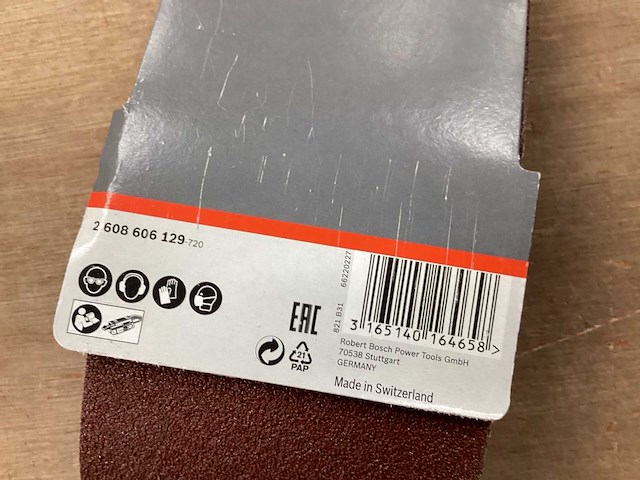 2 608 606 129-720
EAC
821 B31 66220227
3 165140 164658 >
Robert Bosch Power Tools GmbH
70538 Stuttgart
GERMANY
21
PAP
Made in Switzerland